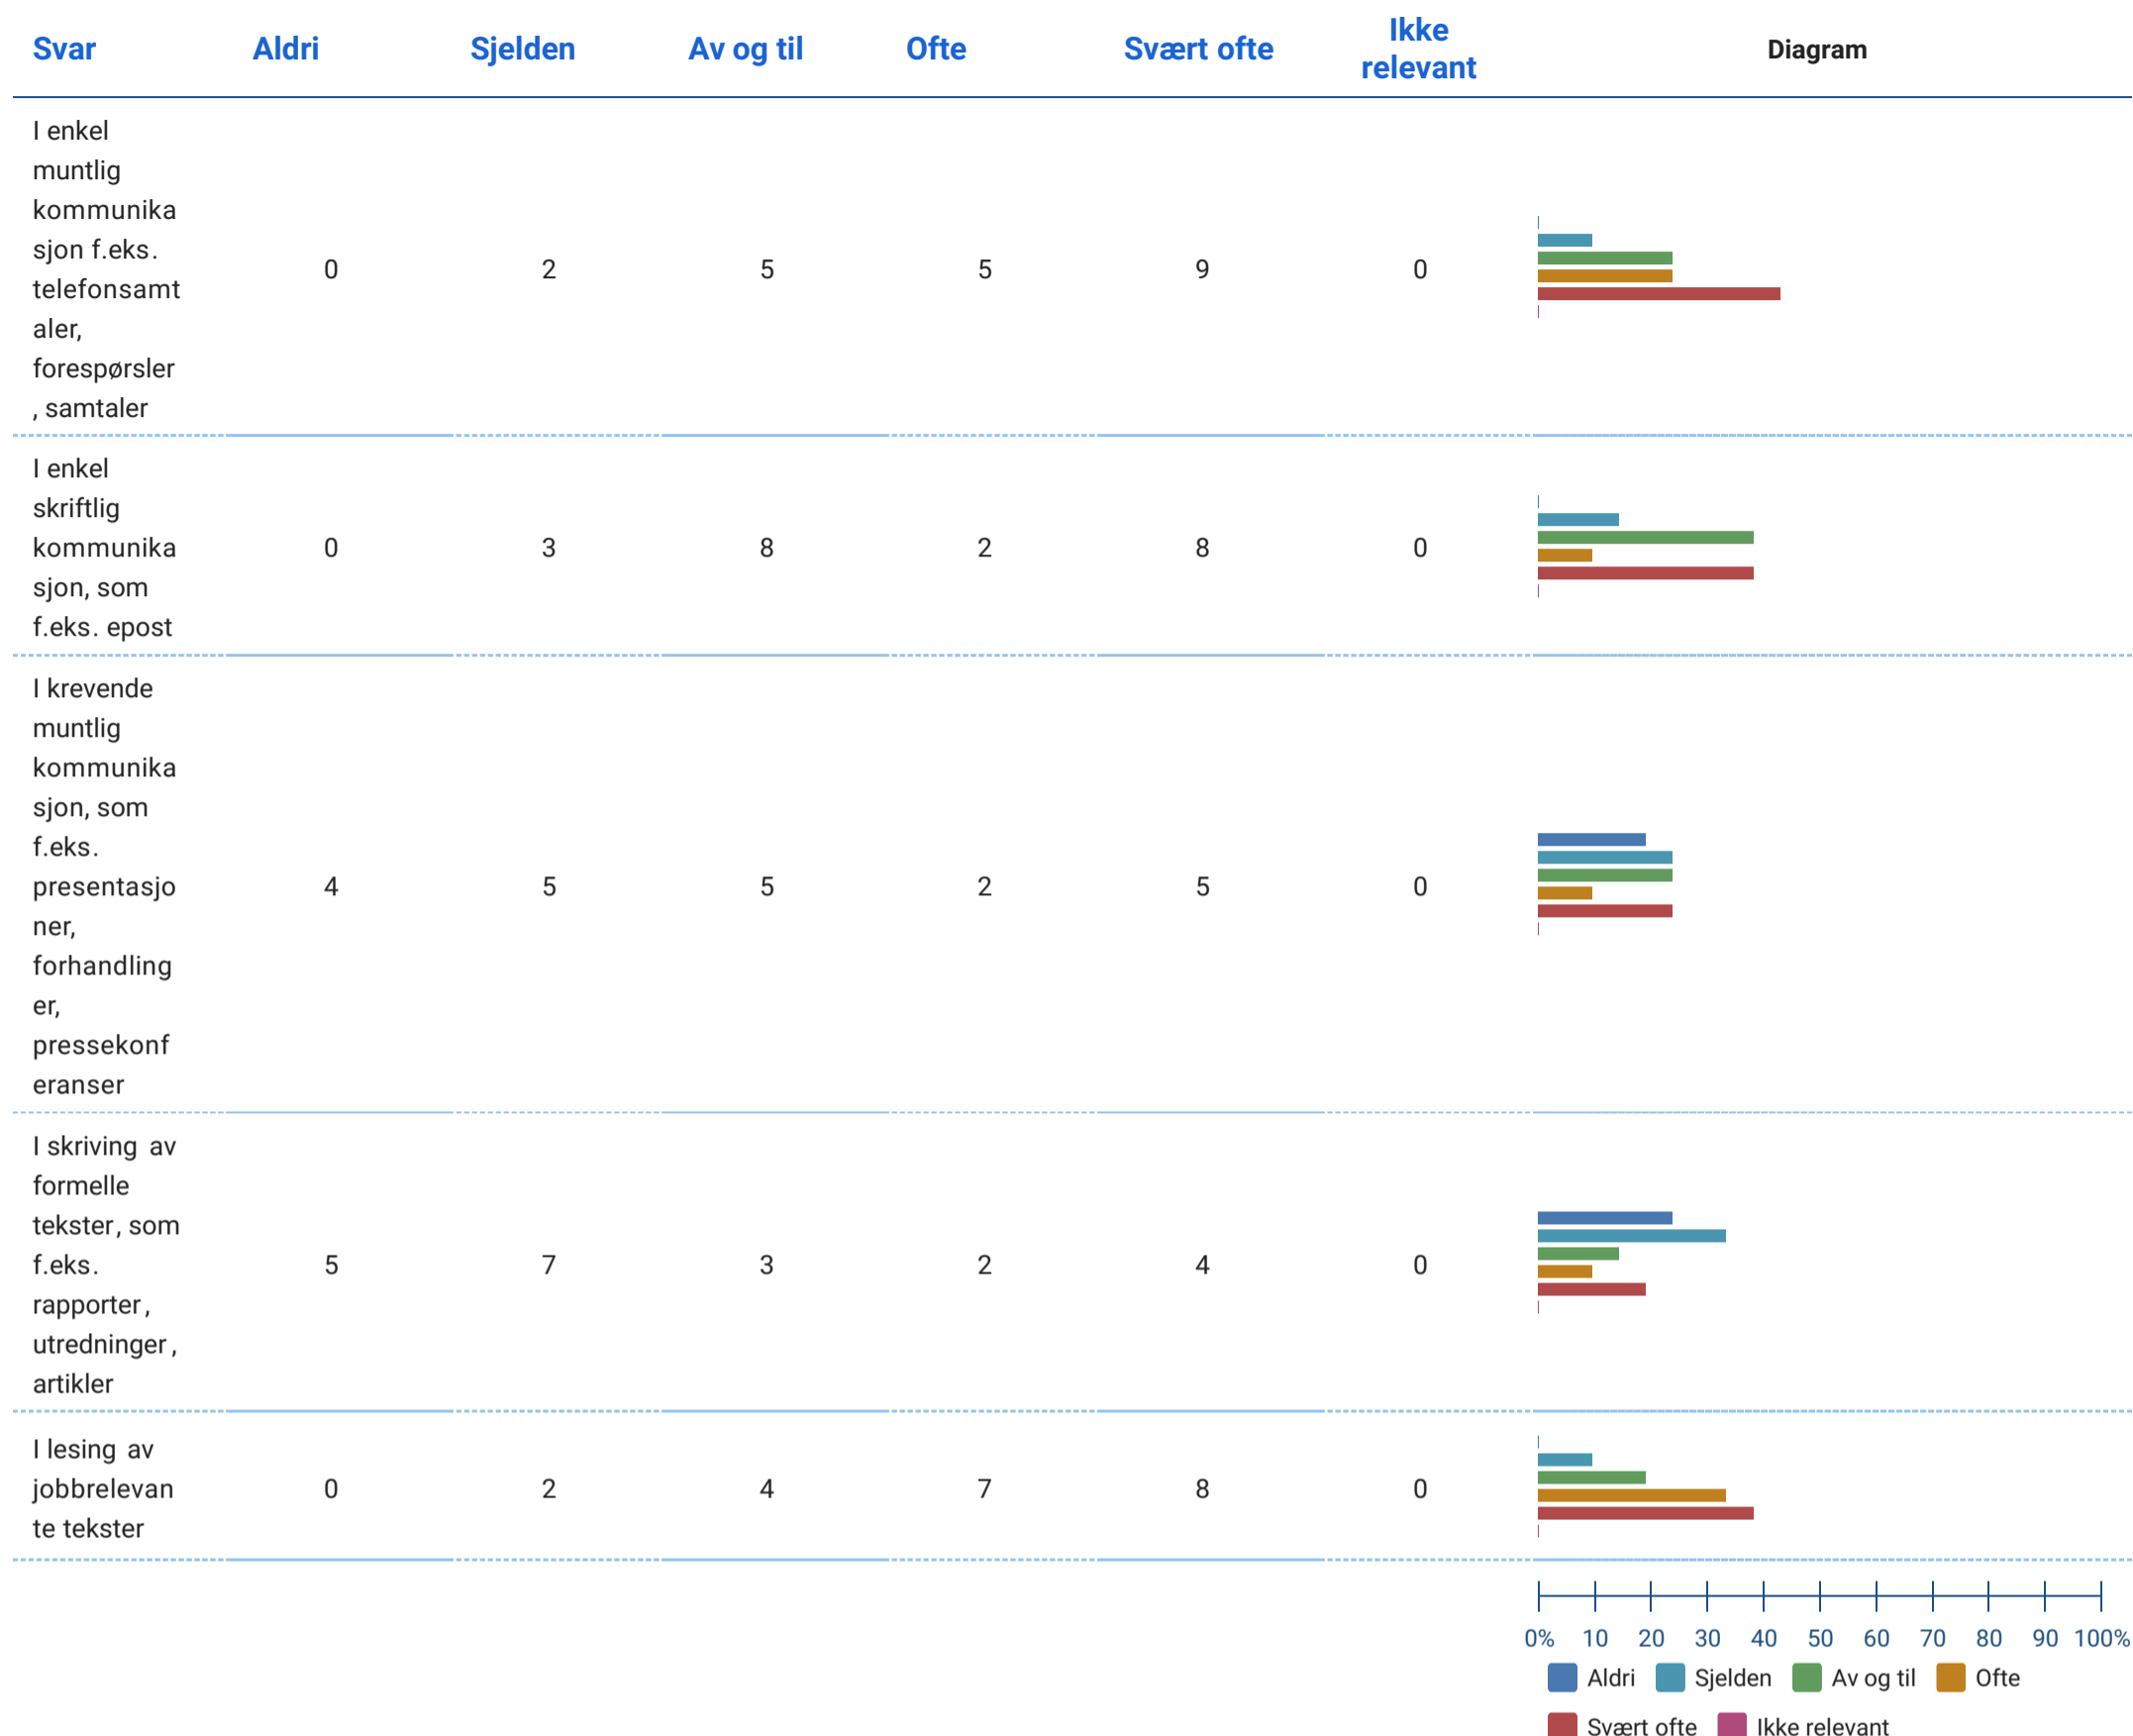 Svar Aldri Sjelden Av og til Ofte Svært ofte Ikke relevant Diagram
I enkel
muntlig
kommunika
sjon f.eks.
telefonsamt
aler,
forespørsler
, samtaler
0 2 5 5 9 0
I enkel
skriftlig
kommunika
sjon, som
f.eks. epost
0 3 8 2 8 0
I krevende
muntlig
kommunika
sjon, som
f.eks.
presentasjo
ner,
forhandling
er,
pressekonf
eranser
4 5 5 2 5 0
I skriving av
formelle
tekster, som
f.eks.
rapporter,
utredninger,
artikler
5 7 3 2 4 0
I lesing av
jobbrelevan
te tekster
0 2 4 7 8 0
0% 10 20 30 40 50 60 70 80 90 100%
Aldri Sjelden Av og til Ofte
Svært ofte Ikke relevant